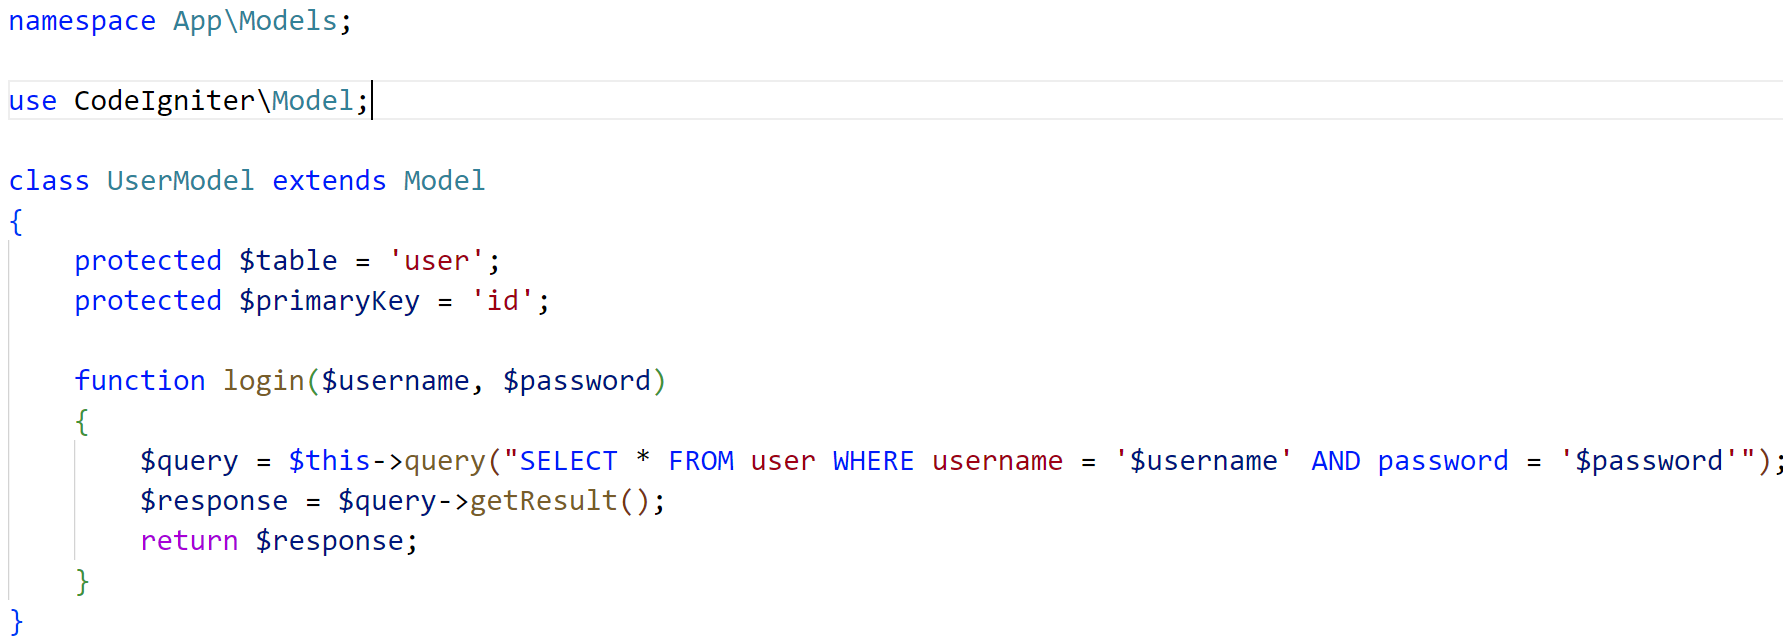 namespace App\Models;
use CodeIgniter\Model;
class UserModel extends Model
{
protected $table = 'user';
protected $primaryKey = 'id';
function login($username, $password)
{
$query = $this->query("SELECT * FROM user WHERE username = '$username' AND password = '$password'");
$response = $query->getResult();
return $response;
}
}